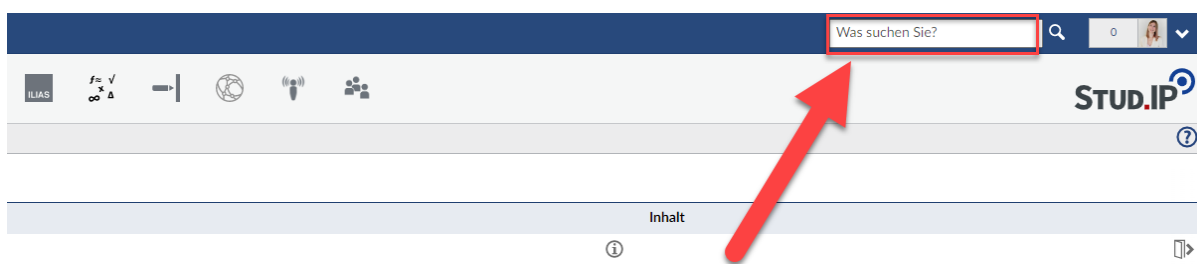 Was suchen Sie?
0
ILIAS
f≈ √
x
∞ Δ
STUD.IP
?
Inhalt
i